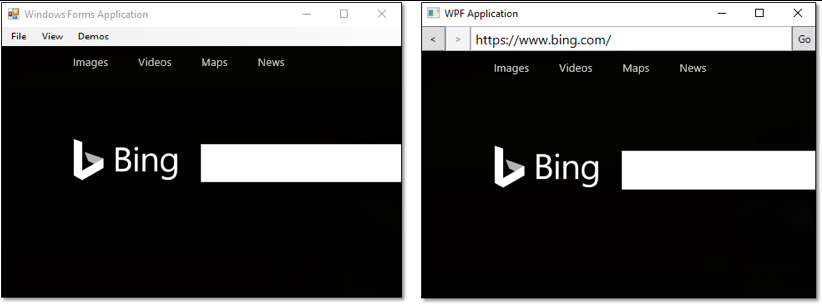 Windows Forms Application
File View Demos
Images Videos Maps News
Bing
WPF Application
< > https://www.bing.com/ Go
Images Videos Maps News
Bing